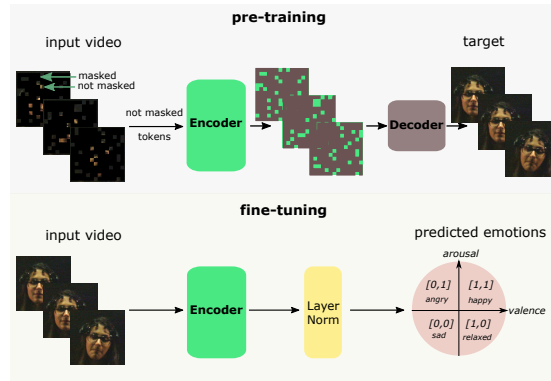 pre-training
input video
target
masked
not masked
not masked
tokens
Encoder
Decoder
fine-tuning
input video
predicted emotions
arousal
Encoder
Layer
Norm
[0,1]
[1,1]
angry
happy
valence
[0,0]
[1,0]
sad
relaxed